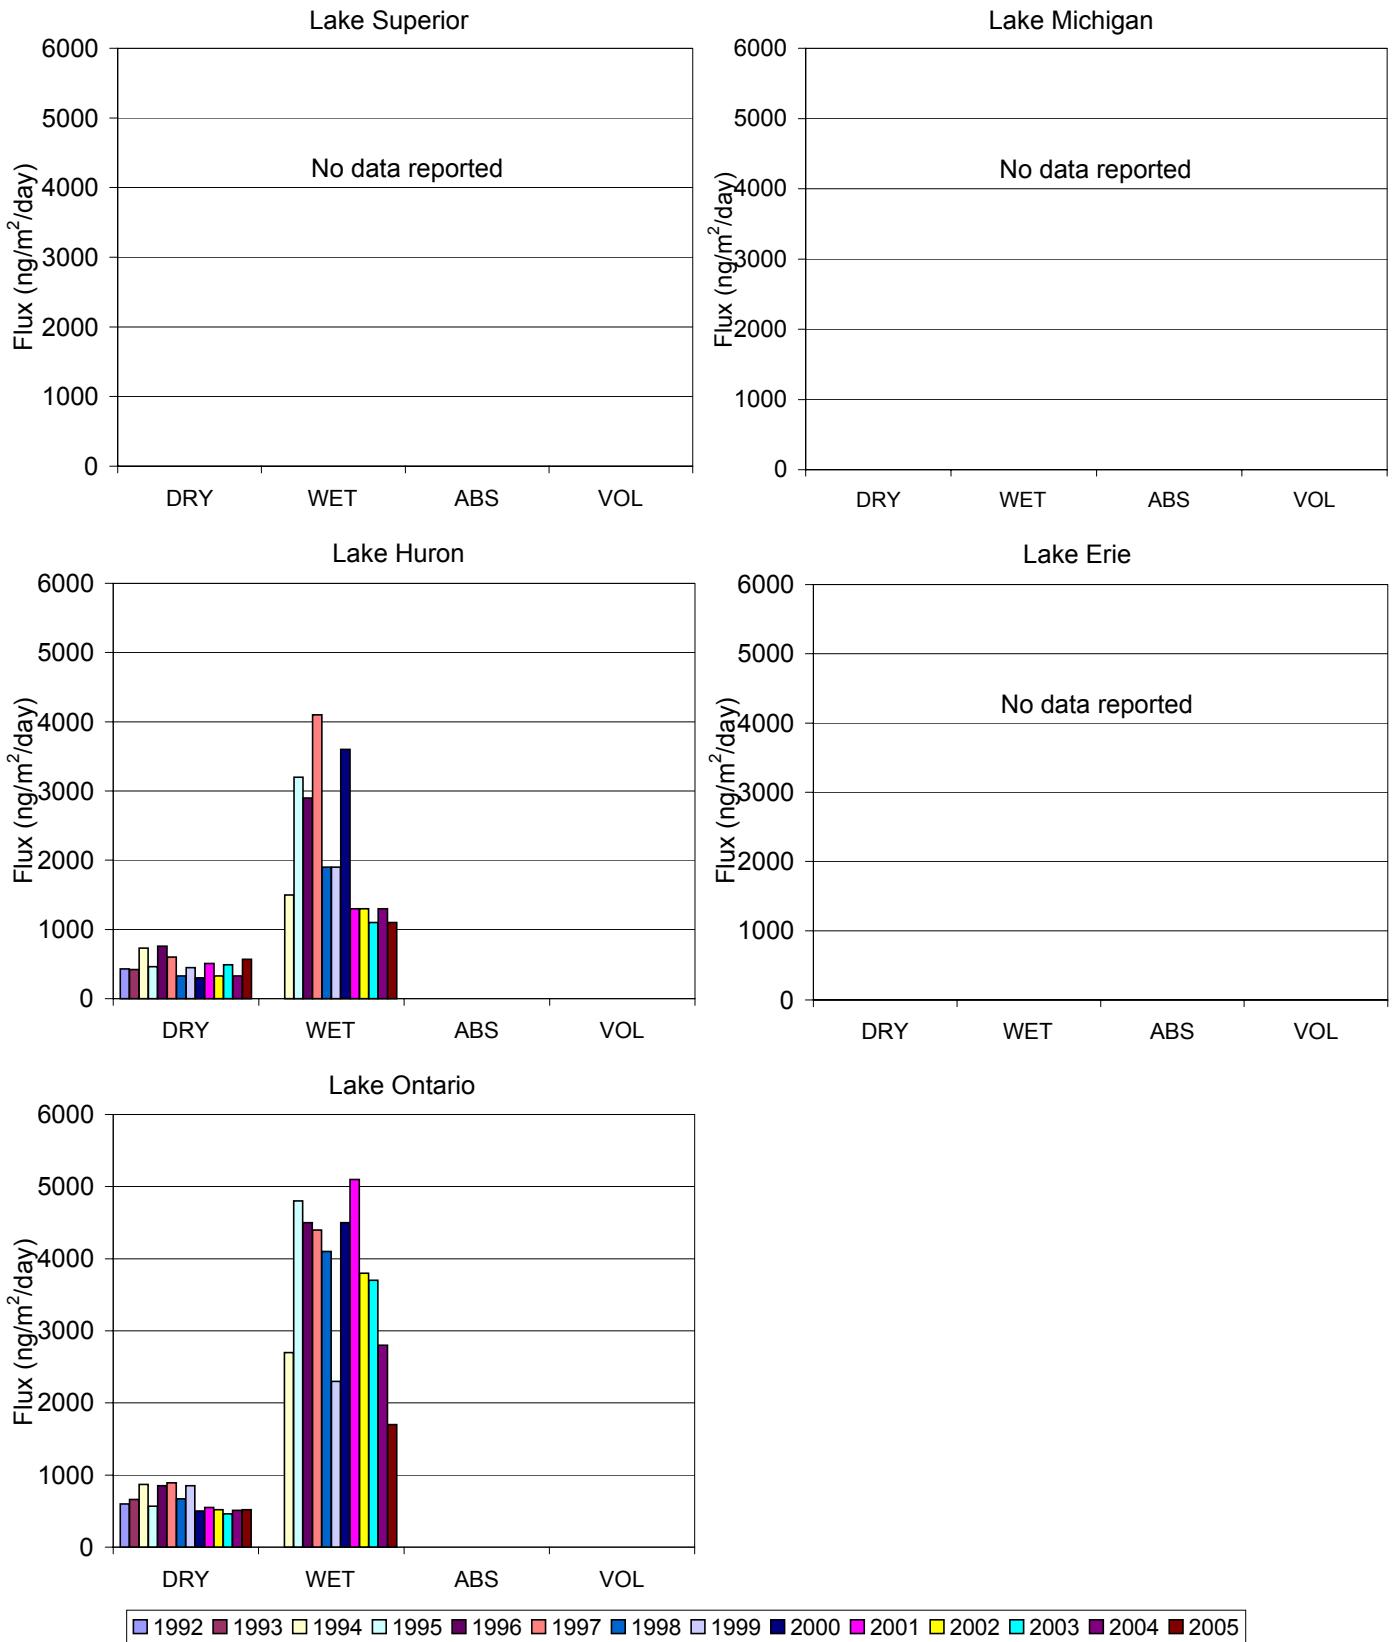 Lake Superior
6000
5000
4000
3000
2000
1000
0
Flux (ng/m²/day)
No data reported
DRY WET ABS VOL
Lake Michigan
6000
5000
4000
3000
2000
1000
0
Flux (ng/m²/day)
No data reported
DRY WET ABS VOL
Lake Huron
6000
5000
4000
3000
2000
1000
0
Flux (ng/m²/day)
DRY WET ABS VOL
Lake Erie
6000
5000
4000
3000
2000
1000
0
Flux (ng/m²/day)
No data reported
DRY WET ABS VOL
Lake Ontario
6000
5000
4000
3000
2000
1000
0
Flux (ng/m²/day)
DRY WET ABS VOL
1992 1993 1994 1995 1996 1997 1998 1999 2000 2001 2002 2003 2004 2005